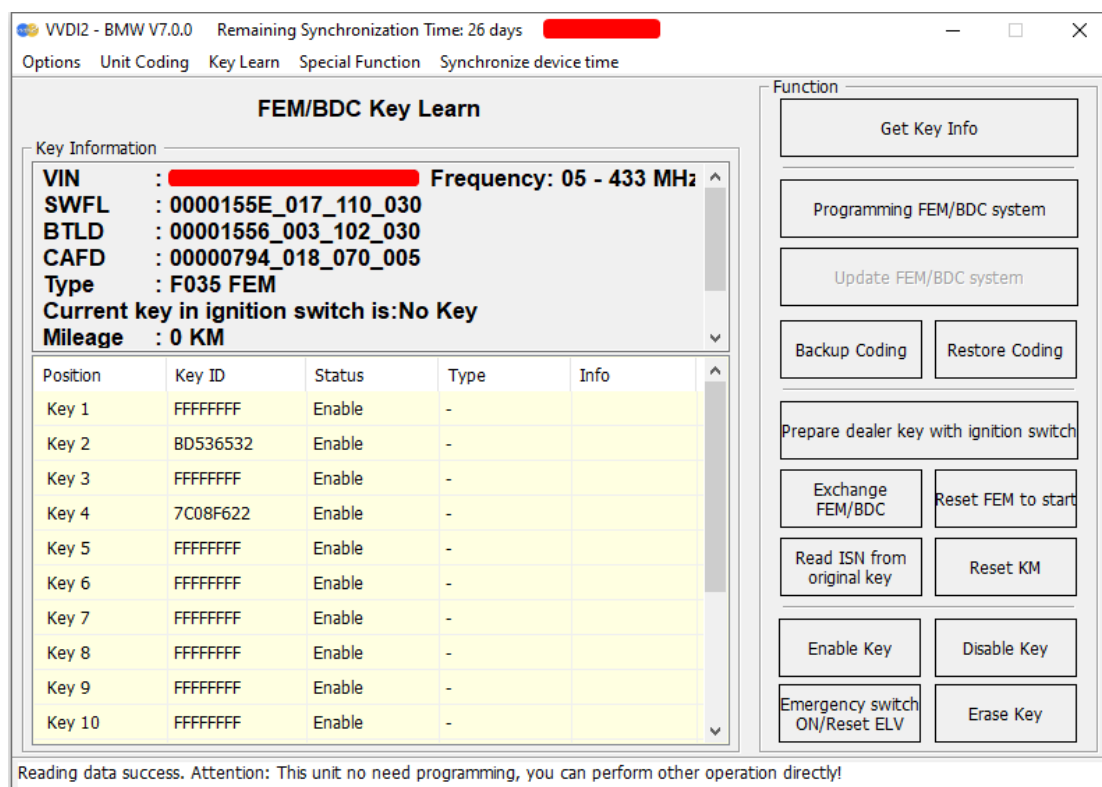 VVDI2 - BMW V7.0.0 Remaining Synchronization Time: 26 days
Options Unit Coding Key Learn Special Function Synchronize device time
FEM/BDC Key Learn
Key Information
VIN : Frequency: 05 - 433 MHz
SWFL : 0000155E_017_110_030
BTLD : 00001556_003_102_030
CAFD : 00000794_018_070_005
Type : F035 FEM
Current key in ignition switch is:No Key
Mileage : 0 KM
Position Key ID Status Type Info
Key 1 FFFFFFFF Enable -
Key 2 BD536532 Enable -
Key 3 FFFFFFFF Enable -
Key 4 7C08F622 Enable -
Key 5 FFFFFFFF Enable -
Key 6 FFFFFFFF Enable -
Key 7 FFFFFFFF Enable -
Key 8 FFFFFFFF Enable -
Key 9 FFFFFFFF Enable -
Key 10 FFFFFFFF Enable -
Function
Get Key Info
Programming FEM/BDC system
Update FEM/BDC system
Backup Coding Restore Coding
Prepare dealer key with ignition switch
Exchange
FEM/BDC
Reset FEM to start
Read ISN from
original key
Reset KM
Enable Key Disable Key
Emergency switch
ON/Reset ELV
Erase Key
Reading data success. Attention: This unit no need programming, you can perform other operation directly!